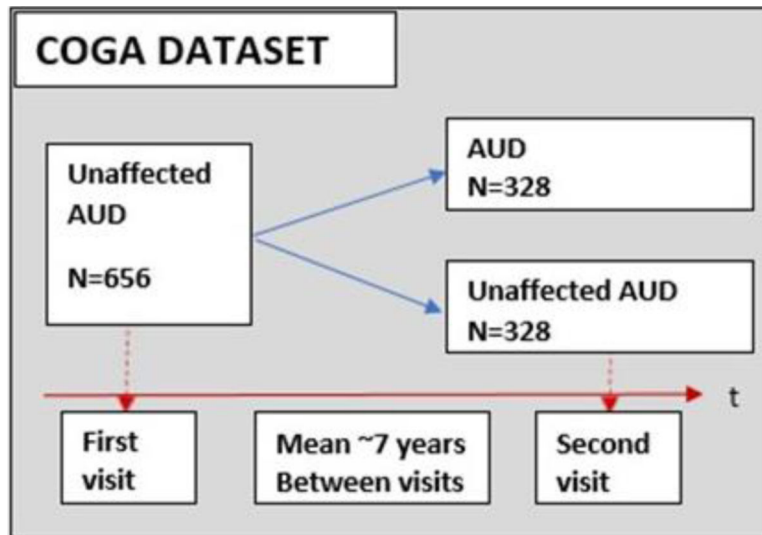 COGA DATASET
Unaffected
AUD
N=656
AUD
N=328
Unaffected AUD
N=328
t
First
visit
Mean ~7 years
Between visits
Second
visit